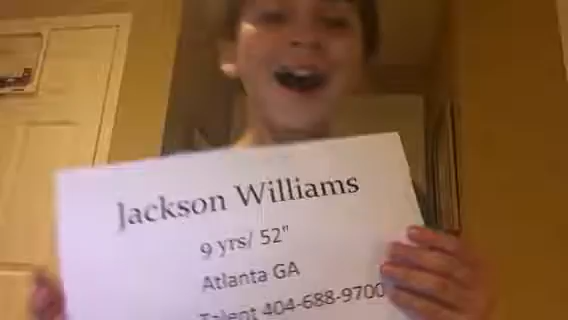 Jackson Williams
9 yrs/ 52"
Atlanta GA
Talent 404-688-9700